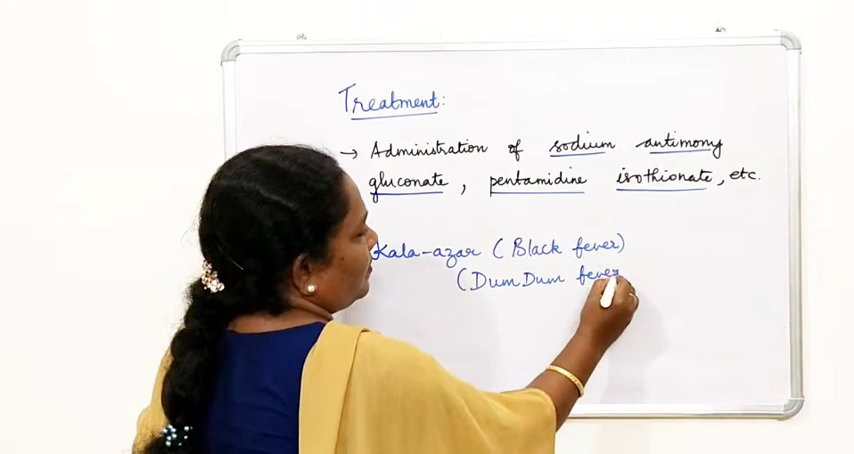 Treatment:
→ Administration of sodium antimony
gluconate, pentamidine isothionate, etc.
Kala-azar (Black fever)
(DumDum fever